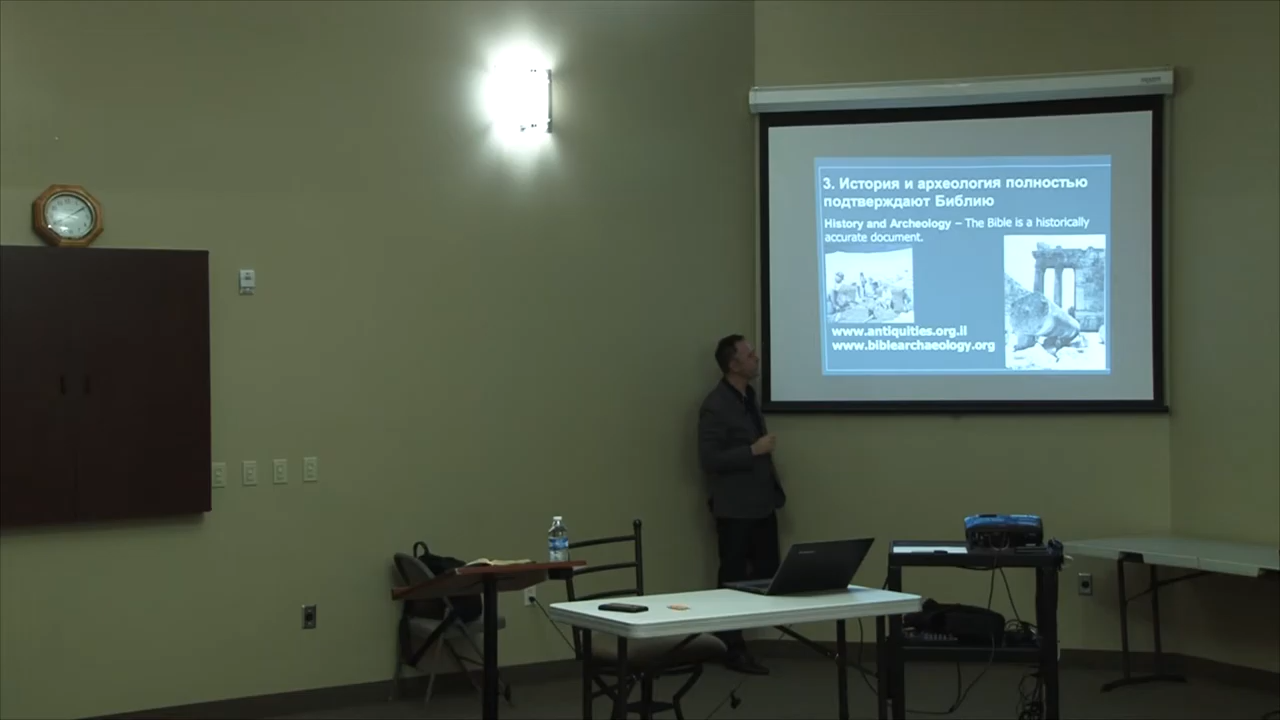 3. История и археология полностью
подтверждают Библию
History and Archeology – The Bible is a historically
accurate document.
www.antiquities.org.il
www.biblearchaeology.org